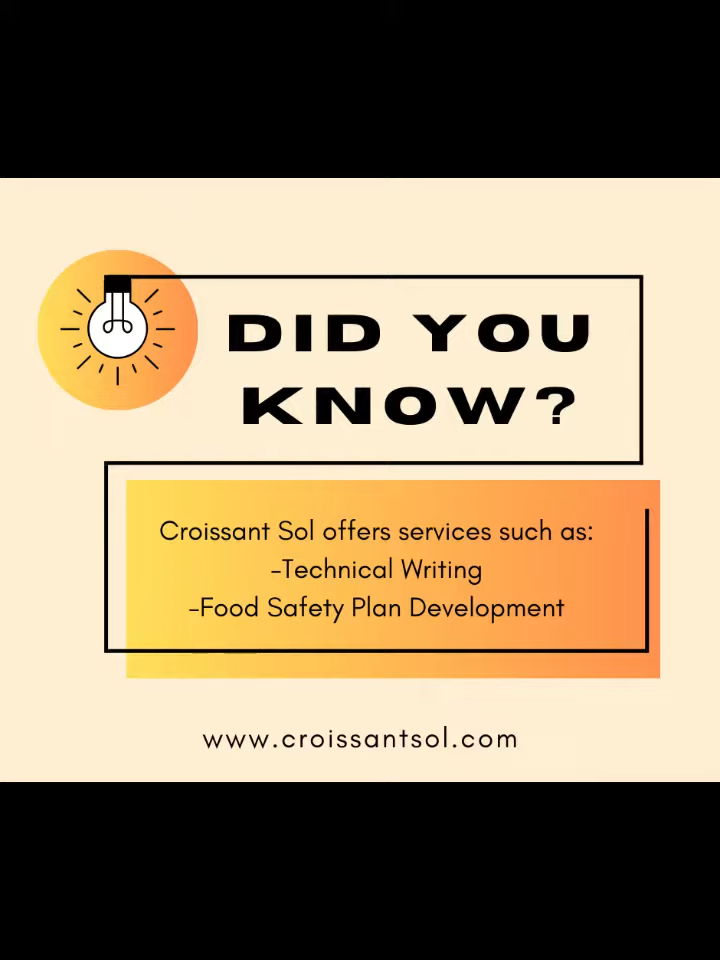 DID YOU
KNOW?
Croissant Sol offers services such as:
-Technical Writing
-Food Safety Plan Development
www.croissantsol.com